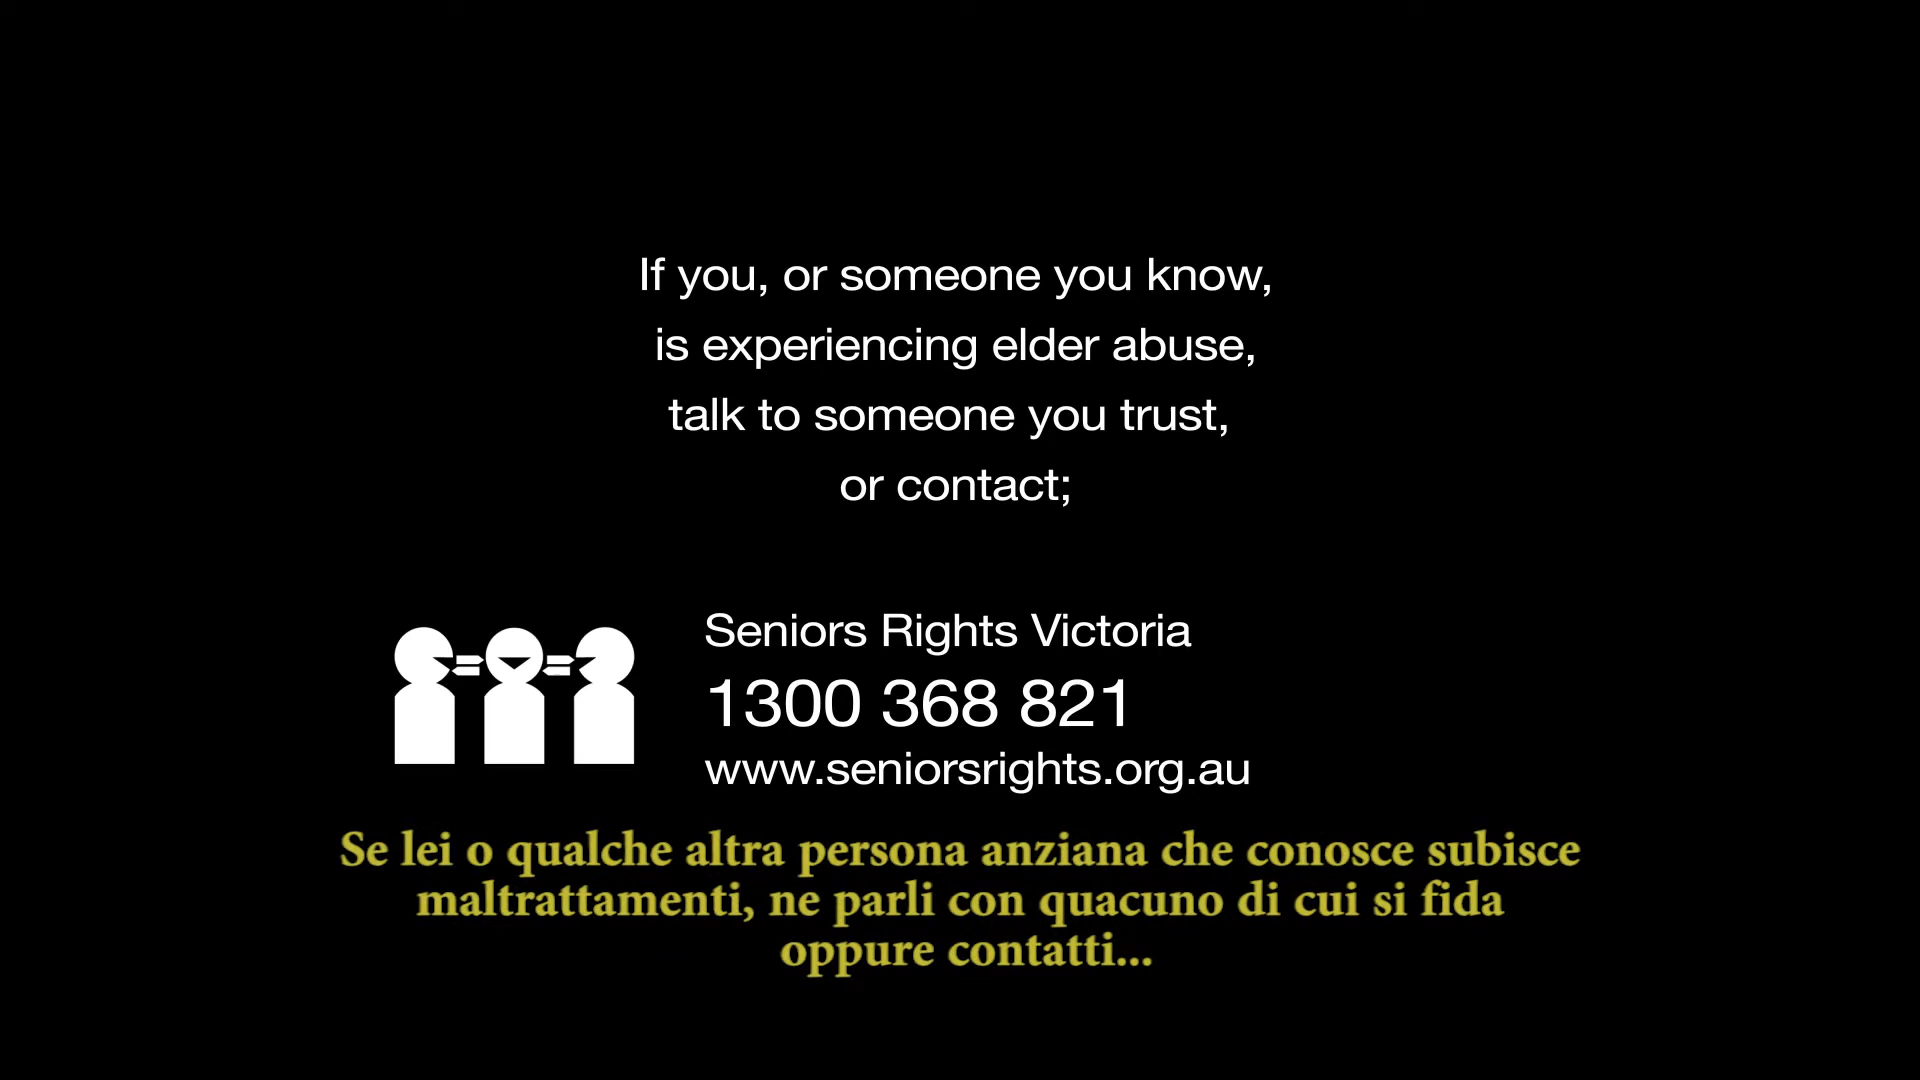 If you, or someone you know,
is experiencing elder abuse,
talk to someone you trust,
or contact;
Seniors Rights Victoria
1300 368 821
www.seniorsrights.org.au
Se lei o qualche altra persona anziana che conosce subisce
maltrattamenti, ne parli con quacuno di cui si fida
oppure contatti...